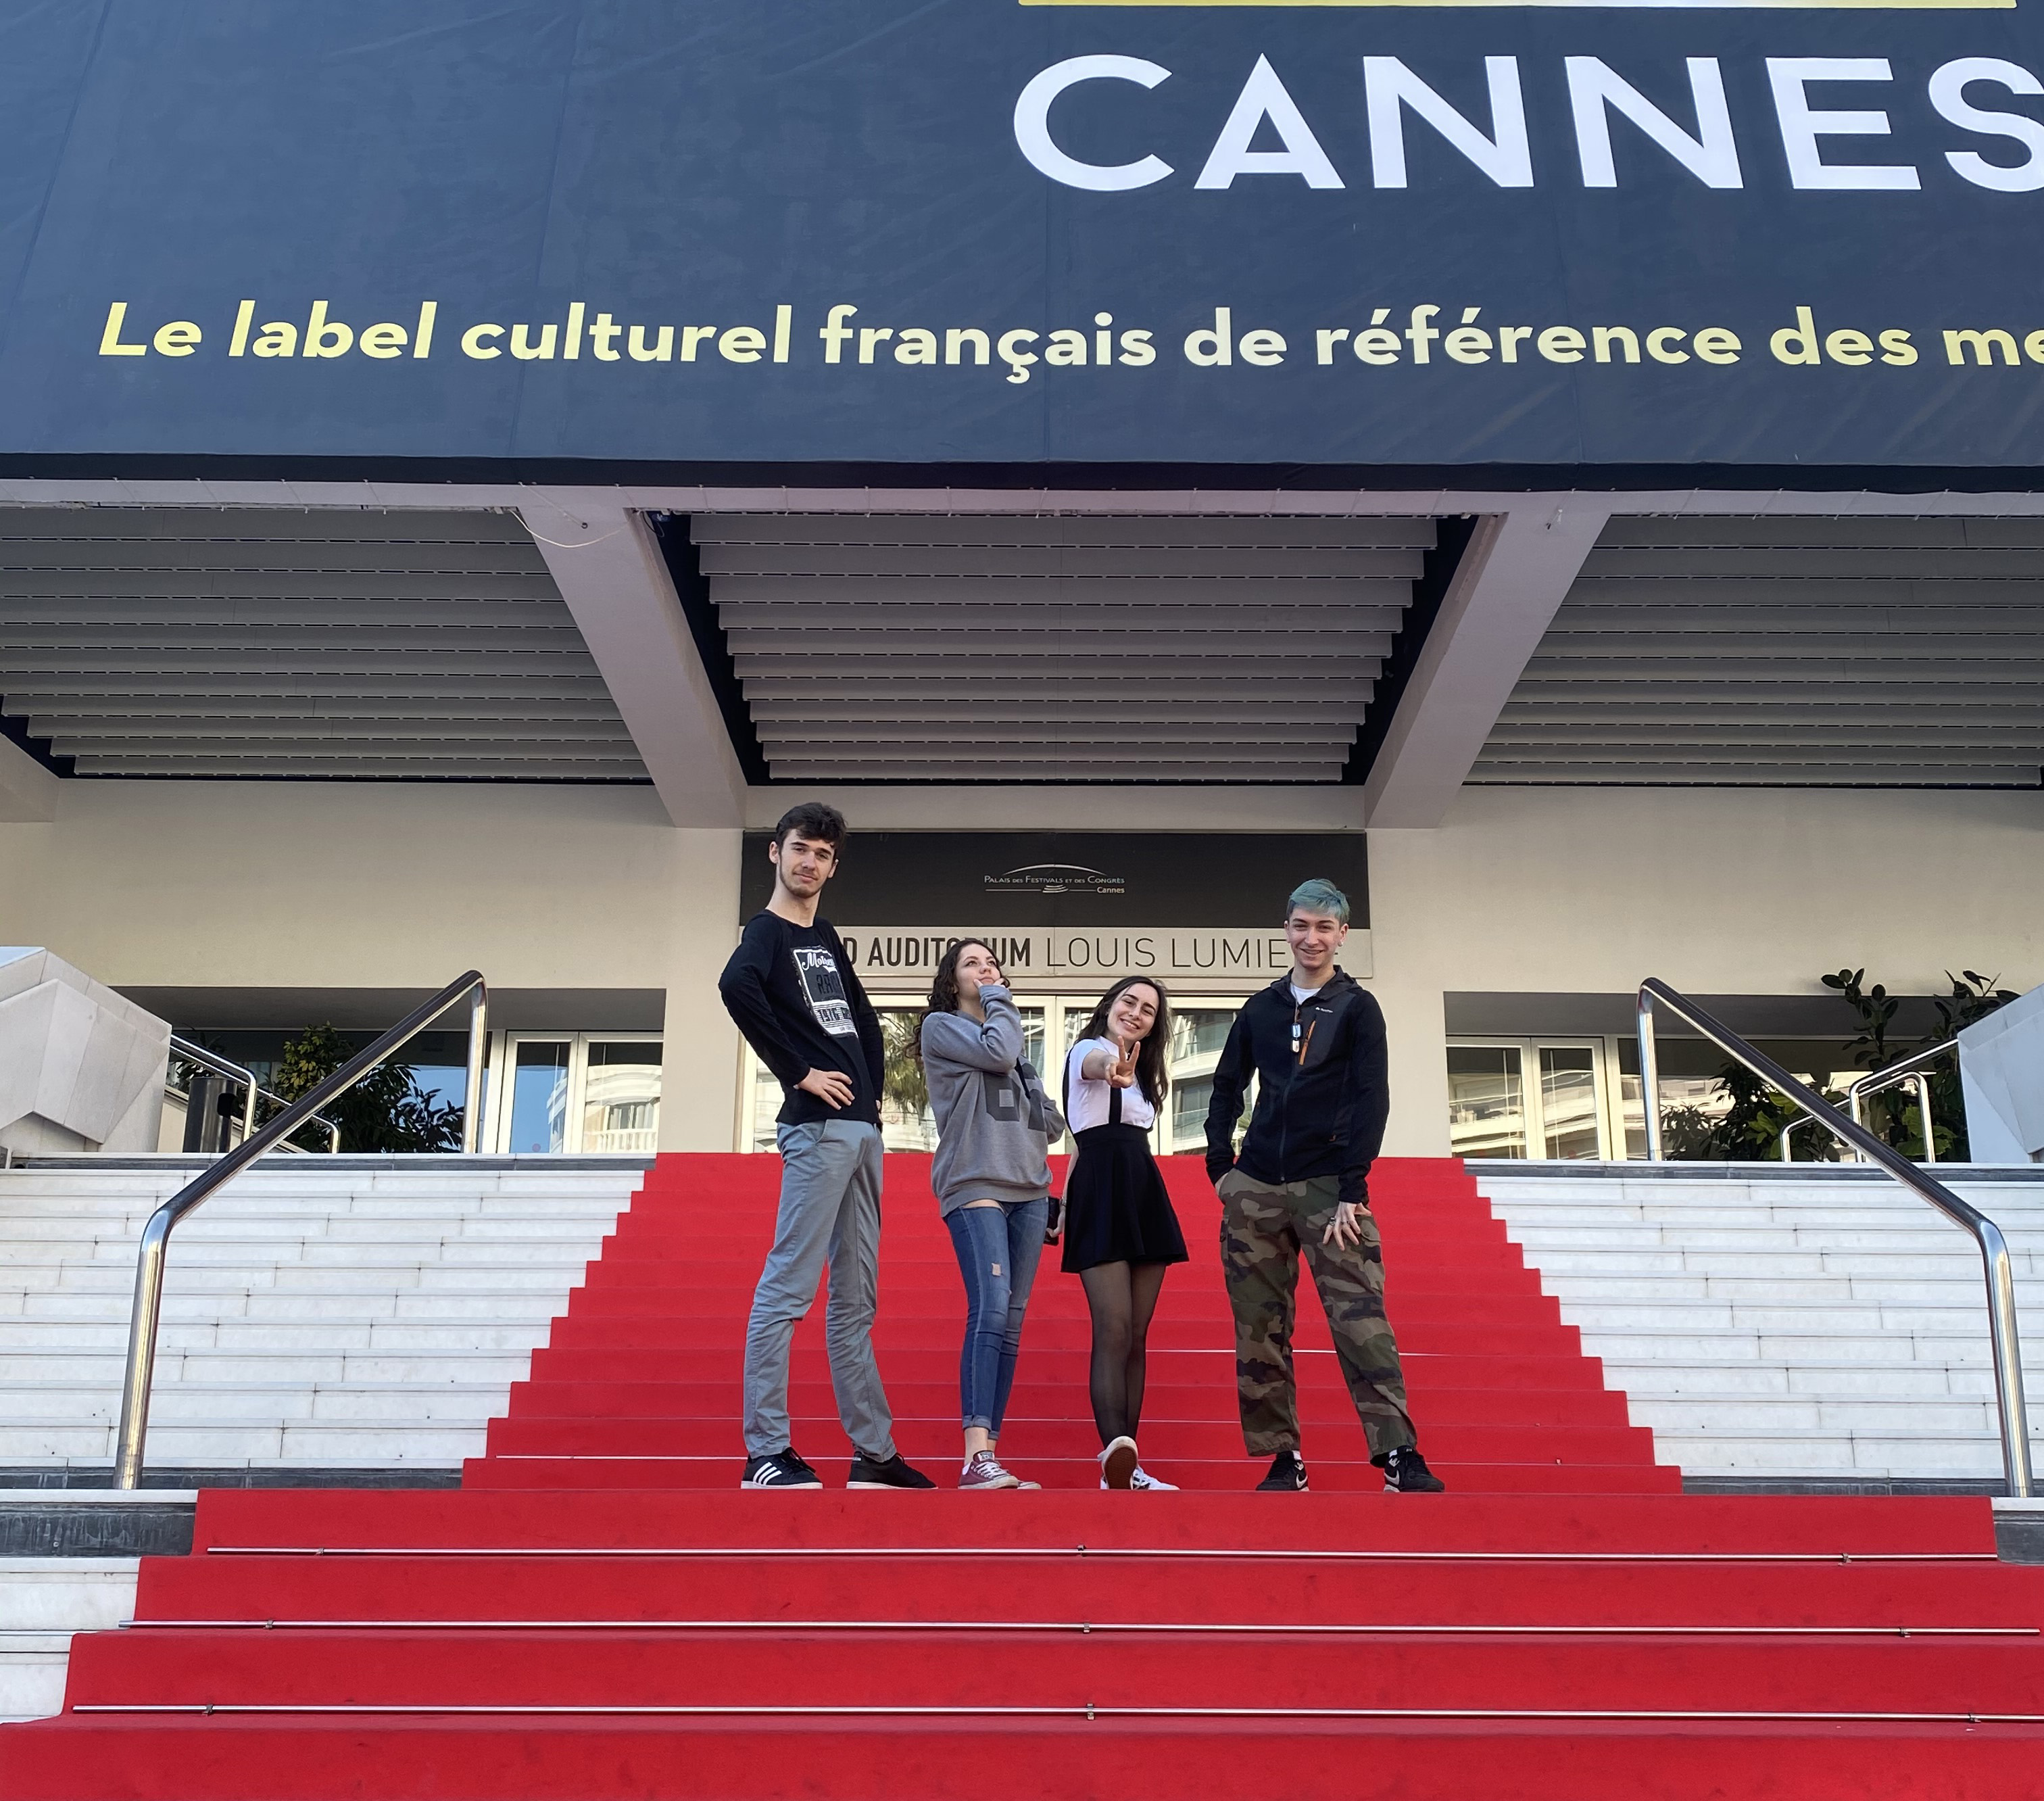 CANNES
Le label culturel français de référence des me
PALAIS DES FESTIVALS ET DES CONGRÈS
Cannes
D AUDITORIUM LOUIS LUMIE
1976